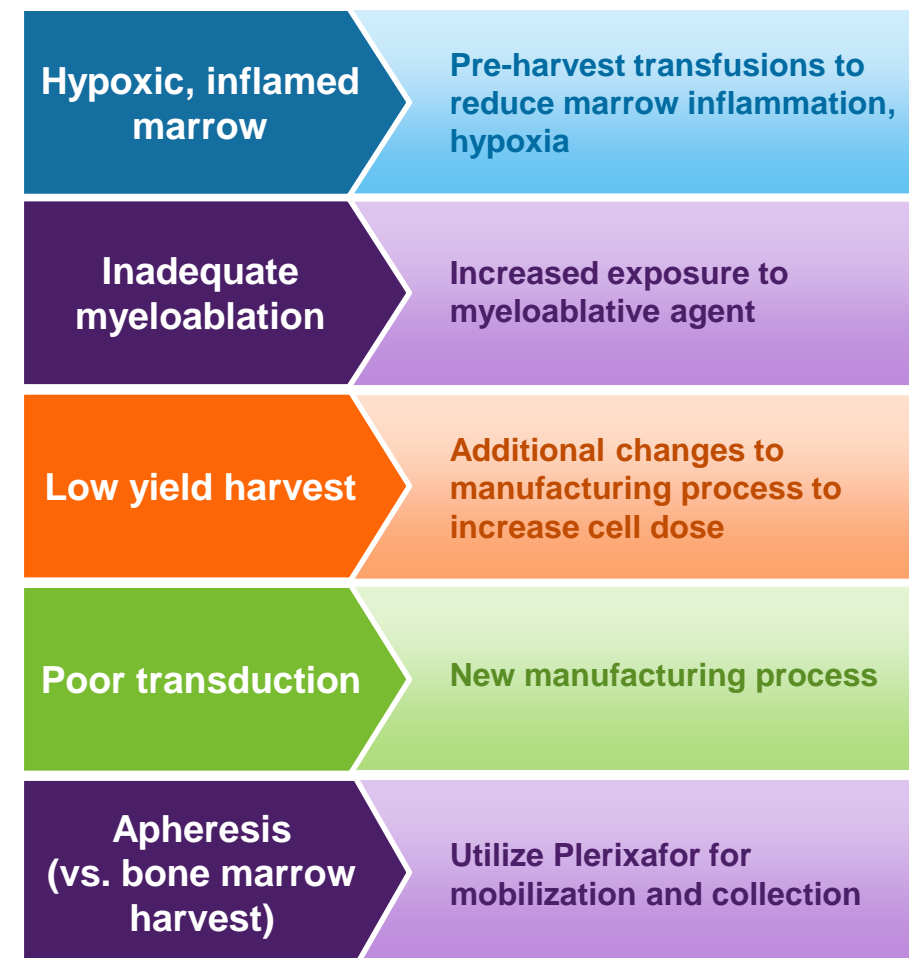 Hypoxic, inflamed
marrow
Pre-harvest transfusions to
reduce marrow inflammation,
hypoxia
Inadequate
myeloablation
Increased exposure to
myeloablative agent
Low yield harvest
Additional changes to
manufacturing process to
increase cell dose
Poor transduction
New manufacturing process
Apheresis
(vs. bone marrow
harvest)
Utilize Plerixafor for
mobilization and collection